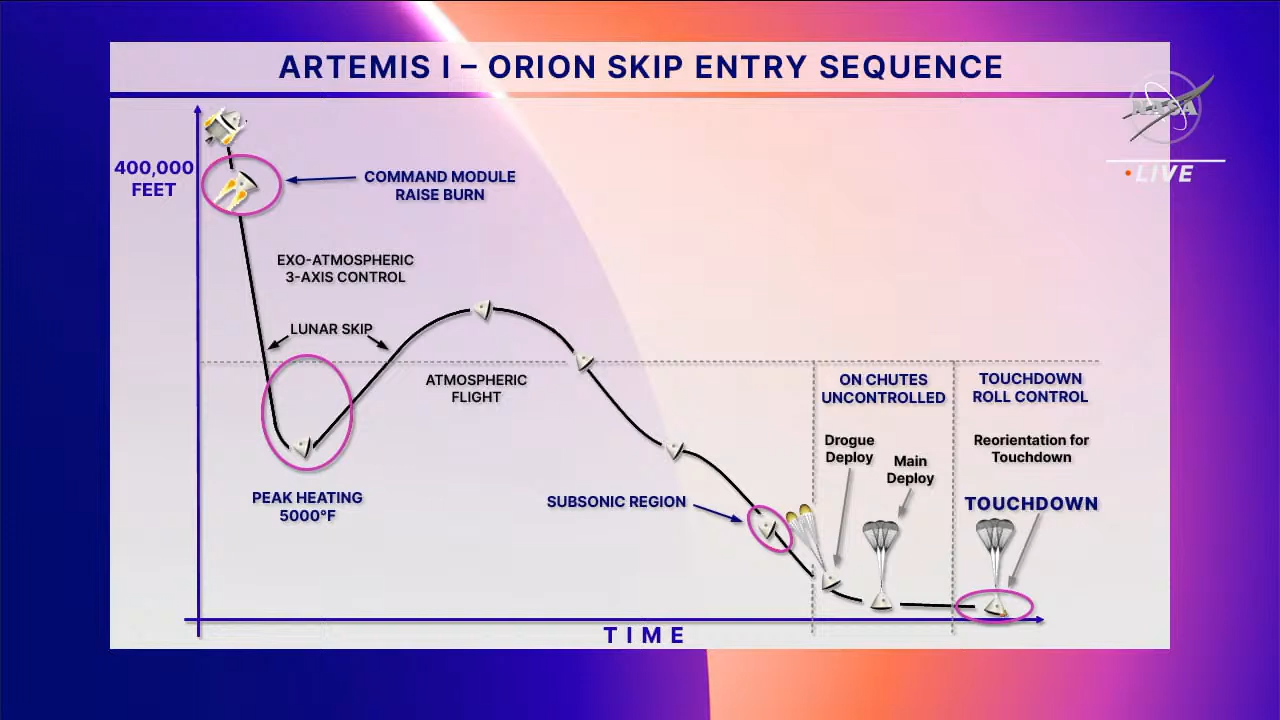 ARTEMIS I – ORION SKIP ENTRY SEQUENCE
NASA
LIVE
400,000
FEET
COMMAND MODULE
RAISE BURN
EXO-ATMOSPHERIC
3-AXIS CONTROL
LUNAR SKIP
ATMOSPHERIC
FLIGHT
PEAK HEATING
5000°F
SUBSONIC REGION
ON CHUTES
UNCONTROLLED
Drogue
Deploy
Main
Deploy
TOUCHDOWN
ROLL CONTROL
Reorientation for
Touchdown
TOUCHDOWN
TIME